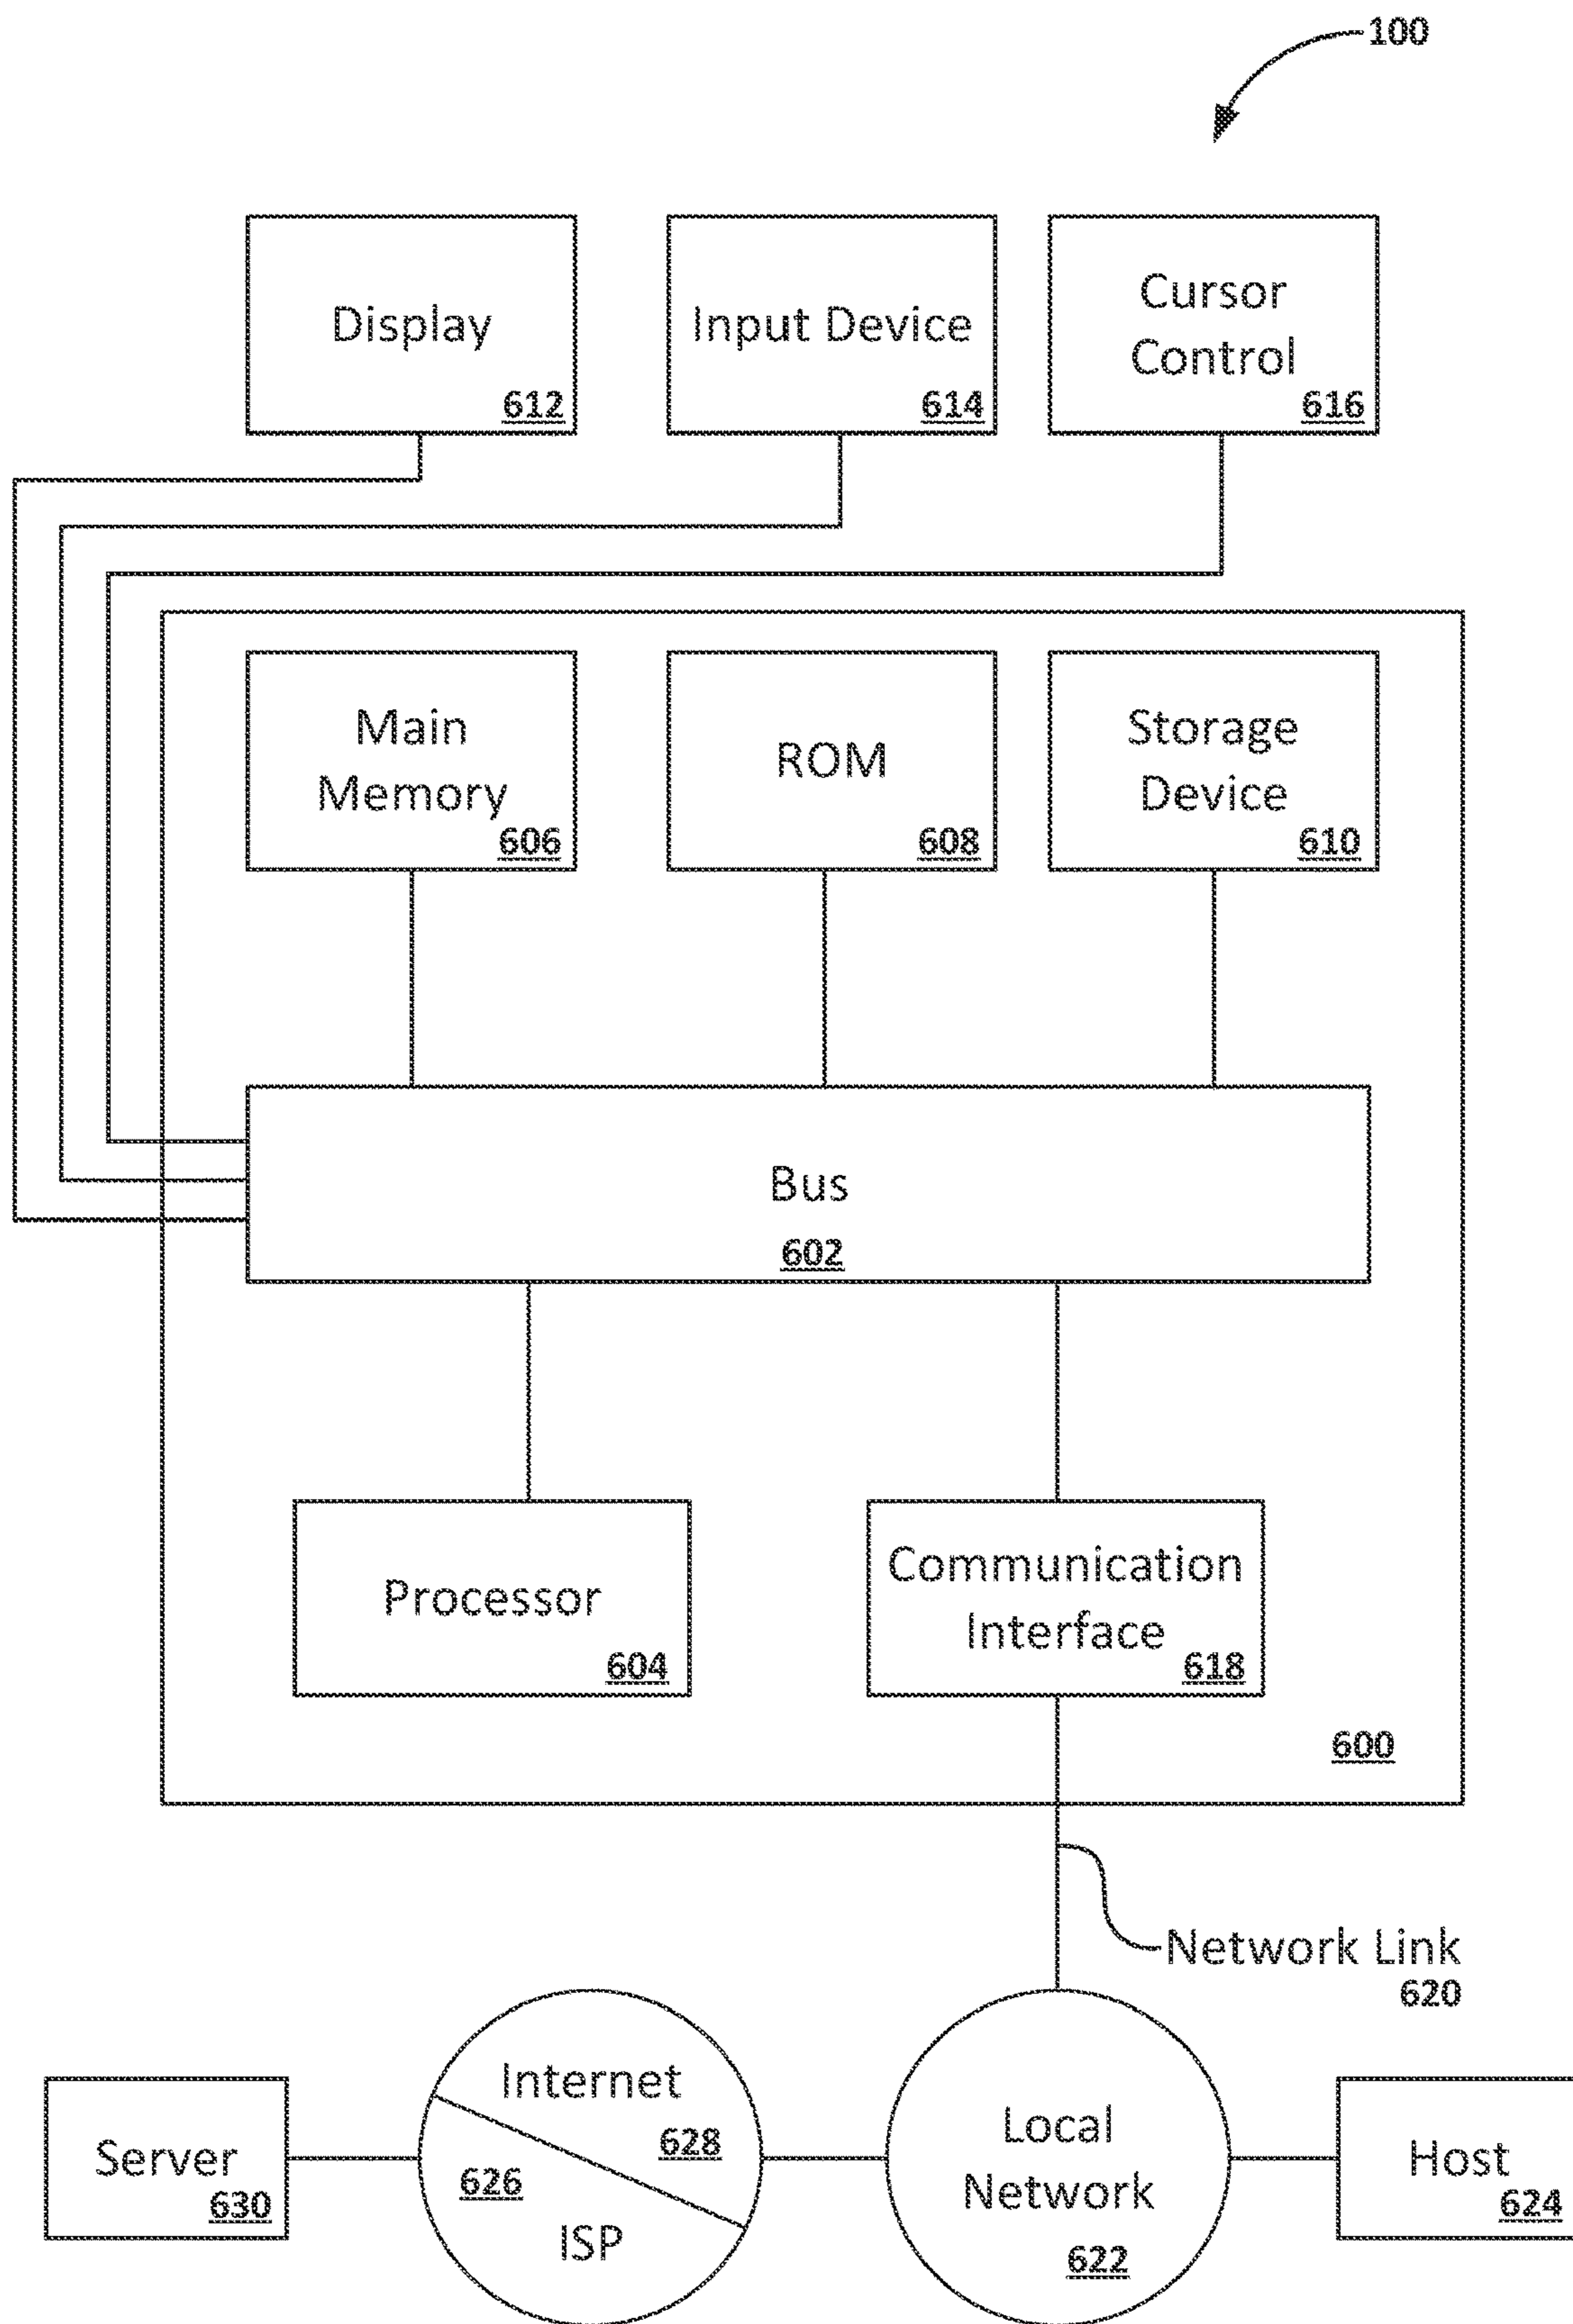 100
Display
612
Input Device
614
Cursor
Control
616
Main
Memory
606
ROM
608
Storage
Device
610
Bus
602
Processor
604
Communication
Interface
618
600
Network Link
620
Internet
628
626
ISP
Server
630
Local
Network
622
Host
624